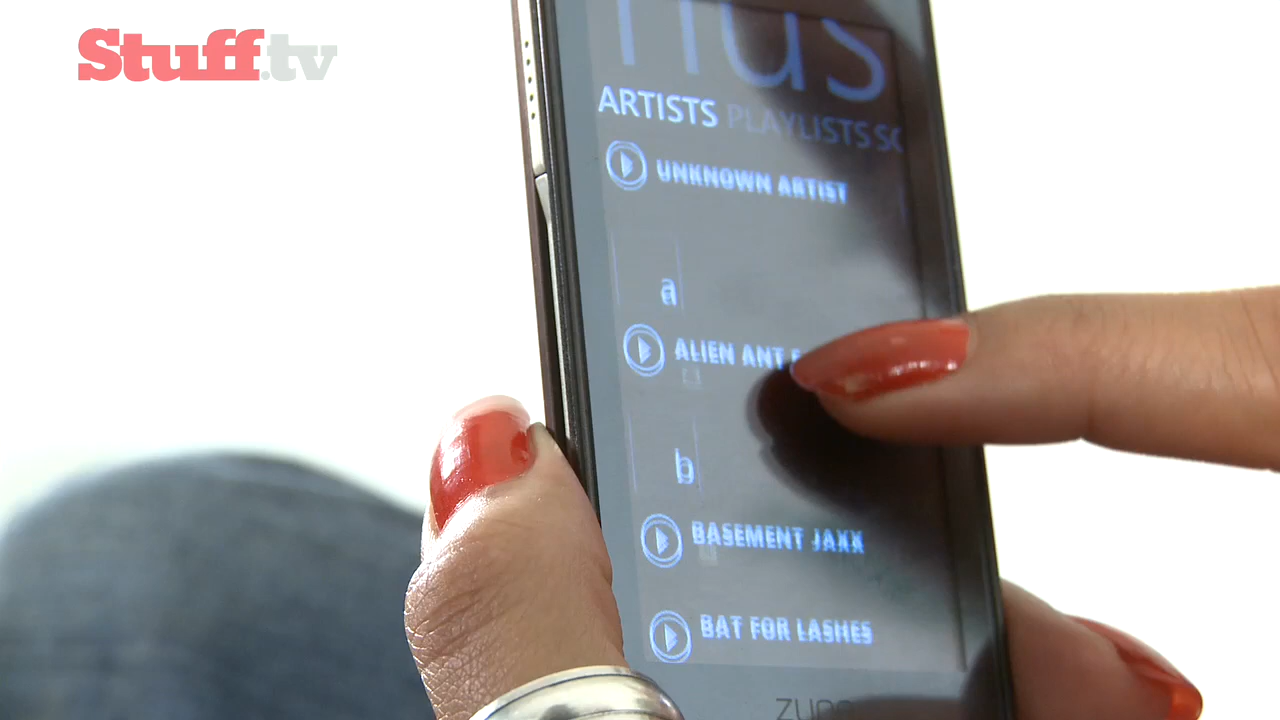 Stuff.tv
ARTISTS PLAYLISTS
UNKNOWN ARTIST
a
ALIEN ANT
b
BASEMENT JAXX
BAT FOR LASHES